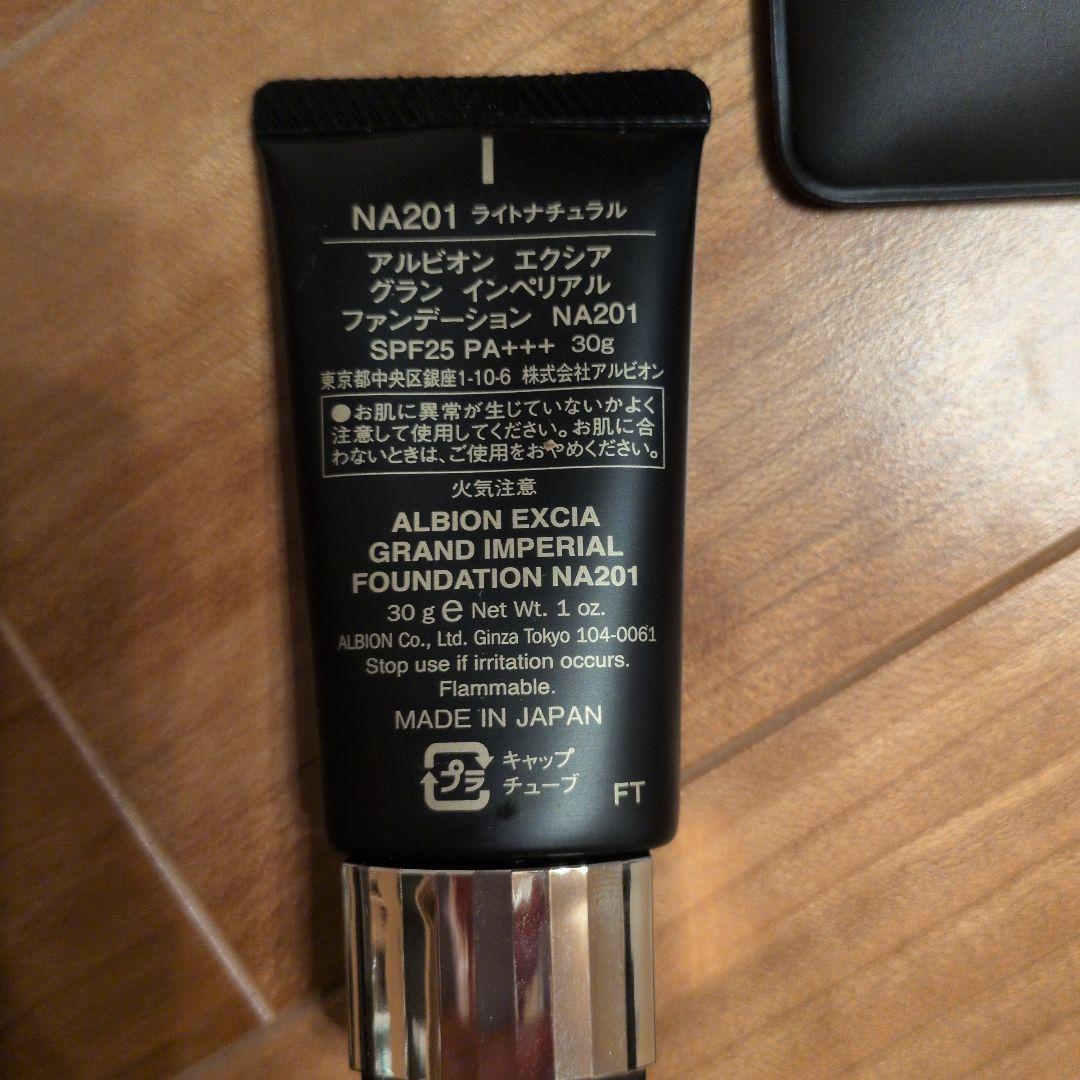 NA201 ライトナチュラル
アルビオン エクシア
グラン インペリアル
ファンデーション NA201
SPF25 PA+++ 30g
東京都中央区銀座1-10-6 株式会社アルビオン
●お肌に異常が生じていないかよく
注意して使用してください。お肌に合
わないときは、ご使用をおやめください。
火気注意
ALBION EXCIA
GRAND IMPERIAL
FOUNDATION NA201
30 g e Net Wt. 1 oz.
ALBION Co., Ltd. Ginza Tokyo 104-0061
Stop use if irritation occurs.
Flammable.
MADE IN JAPAN
プラ
キャップ
チューブ
FT